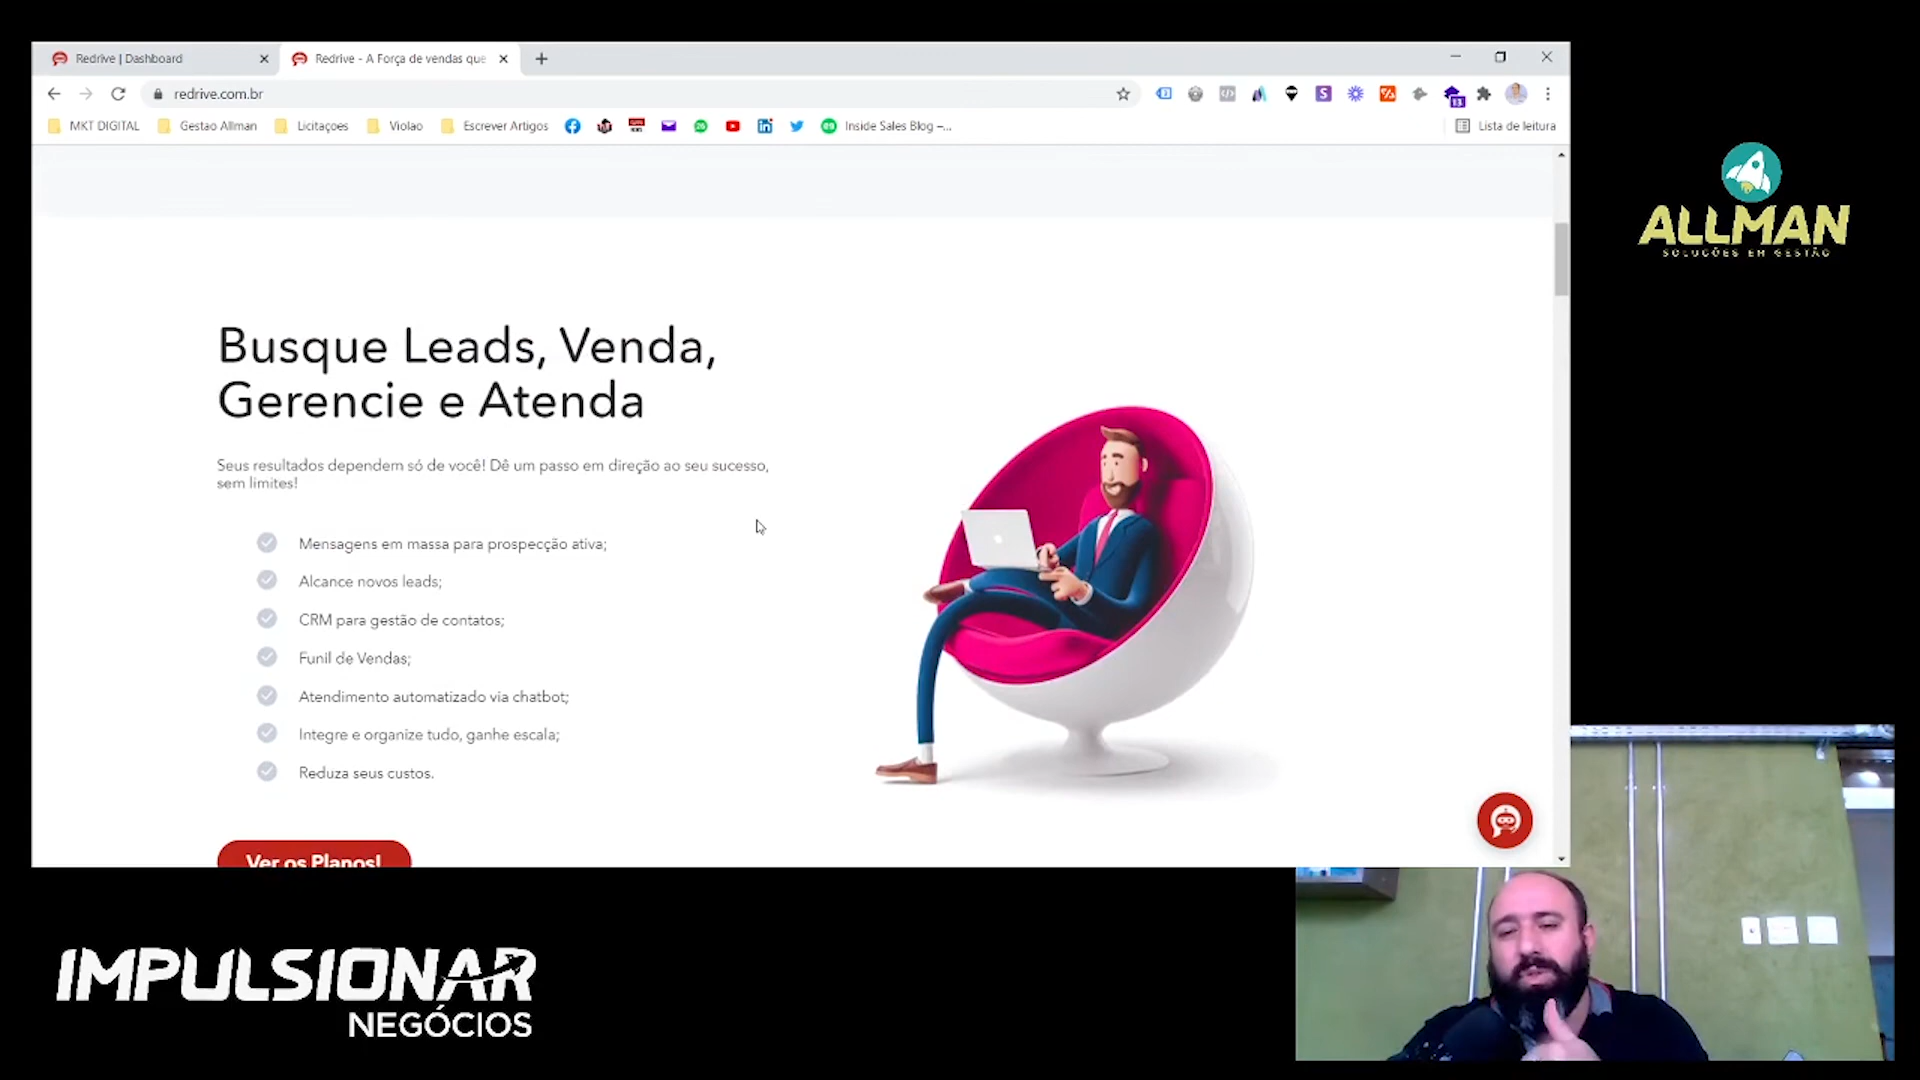 Redrive | Dashboard
Redrive - A Força de vendas que
redrive.com.br
MKT DIGITAL
Gestao Allman
Licitaçoes
Violao
Escrever Artigos
Inside Sales Blog –...
Lista de leitura
ALLMAN
SOLUÇÕES EM GESTÃO
Busque Leads, Venda,
Gerencie e Atenda
Seus resultados dependem só de você! Dê um passo em direção ao seu sucesso,
sem limites!
Mensagens em massa para prospecção ativa;
Alcance novos leads;
CRM para gestão de contatos;
Funil de Vendas;
Atendimento automatizado via chatbot;
Integre e organize tudo, ganhe escala;
Reduza seus custos.
Ver os Planos!
IMPULSIONAR
NEGÓCIOS